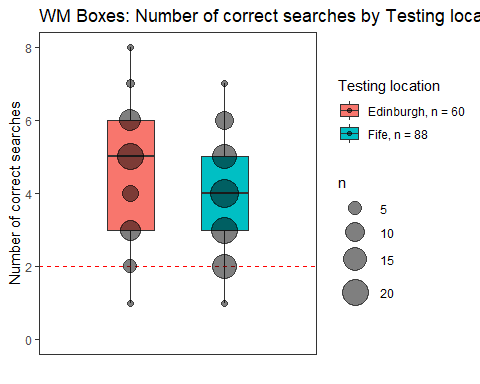 WM Boxes: Number of correct searches by Testing loca
Number of correct searches
8
6
4
2
0
Testing location
Edinburgh, n = 60
Fife, n = 88
n
5
10
15
20